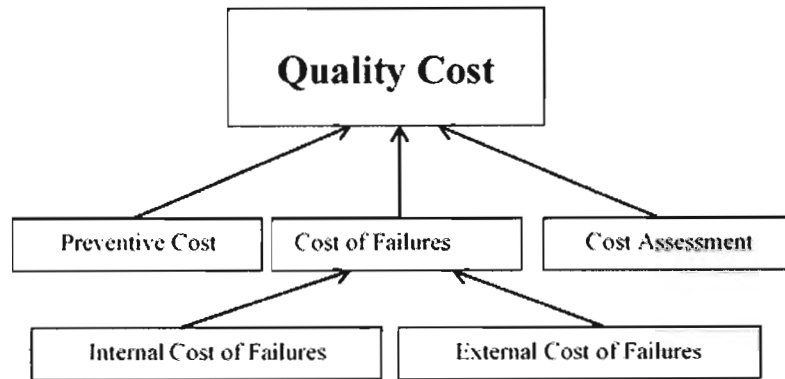 Quality Cost
Preventive Cost
Cost of Failures
Cost Assessment
Internal Cost of Failures
External Cost of Failures